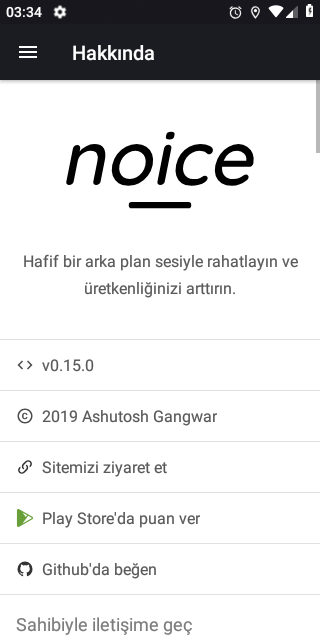 03:34
Hakkında
noice
Hafif bir arka plan sesiyle rahatlayın ve
üretkenliğinizi arttırın.
v0.15.0
2019 Ashutosh Gangwar
Sitemizi ziyaret et
Play Store'da puan ver
Github'da beğen
Sahibiyle iletişime geç